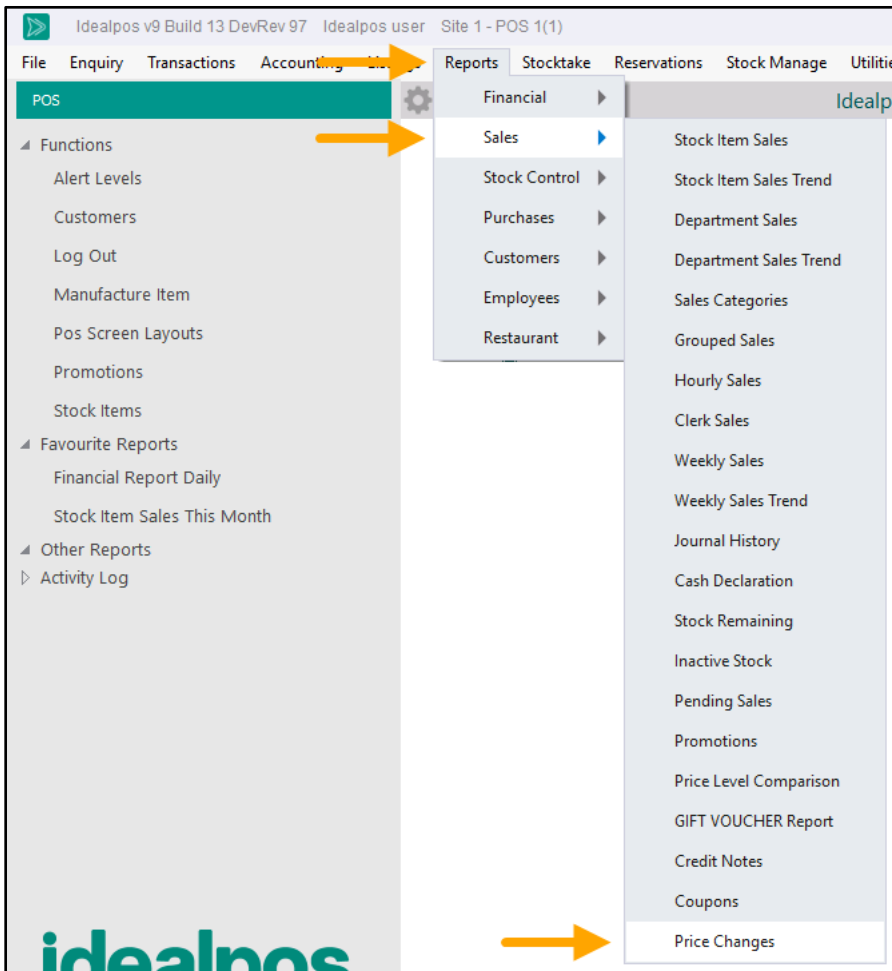 Idealpos v9 Build 13 DevRev 97 Idealpos user Site 1 - POS 1(1)
File Enquiry Transactions Accounting Reports Stocktake Reservations Stock Manage
POS
Functions
Alert Levels
Customers
Log Out
Manufacture Item
Pos Screen Layouts
Promotions
Stock Items
Favourite Reports
Financial Report Daily
Stock Item Sales This Month
Other Reports
Activity Log
idealpos
Financial
Sales
Stock Control
Purchases
Customers
Employees
Restaurant
Idealp
Stock Item Sales
Stock Item Sales Trend
Department Sales
Department Sales Trend
Sales Categories
Grouped Sales
Hourly Sales
Clerk Sales
Weekly Sales
Weekly Sales Trend
Journal History
Cash Declaration
Stock Remaining
Inactive Stock
Pending Sales
Promotions
Price Level Comparison
GIFT VOUCHER Report
Credit Notes
Coupons
Price Changes